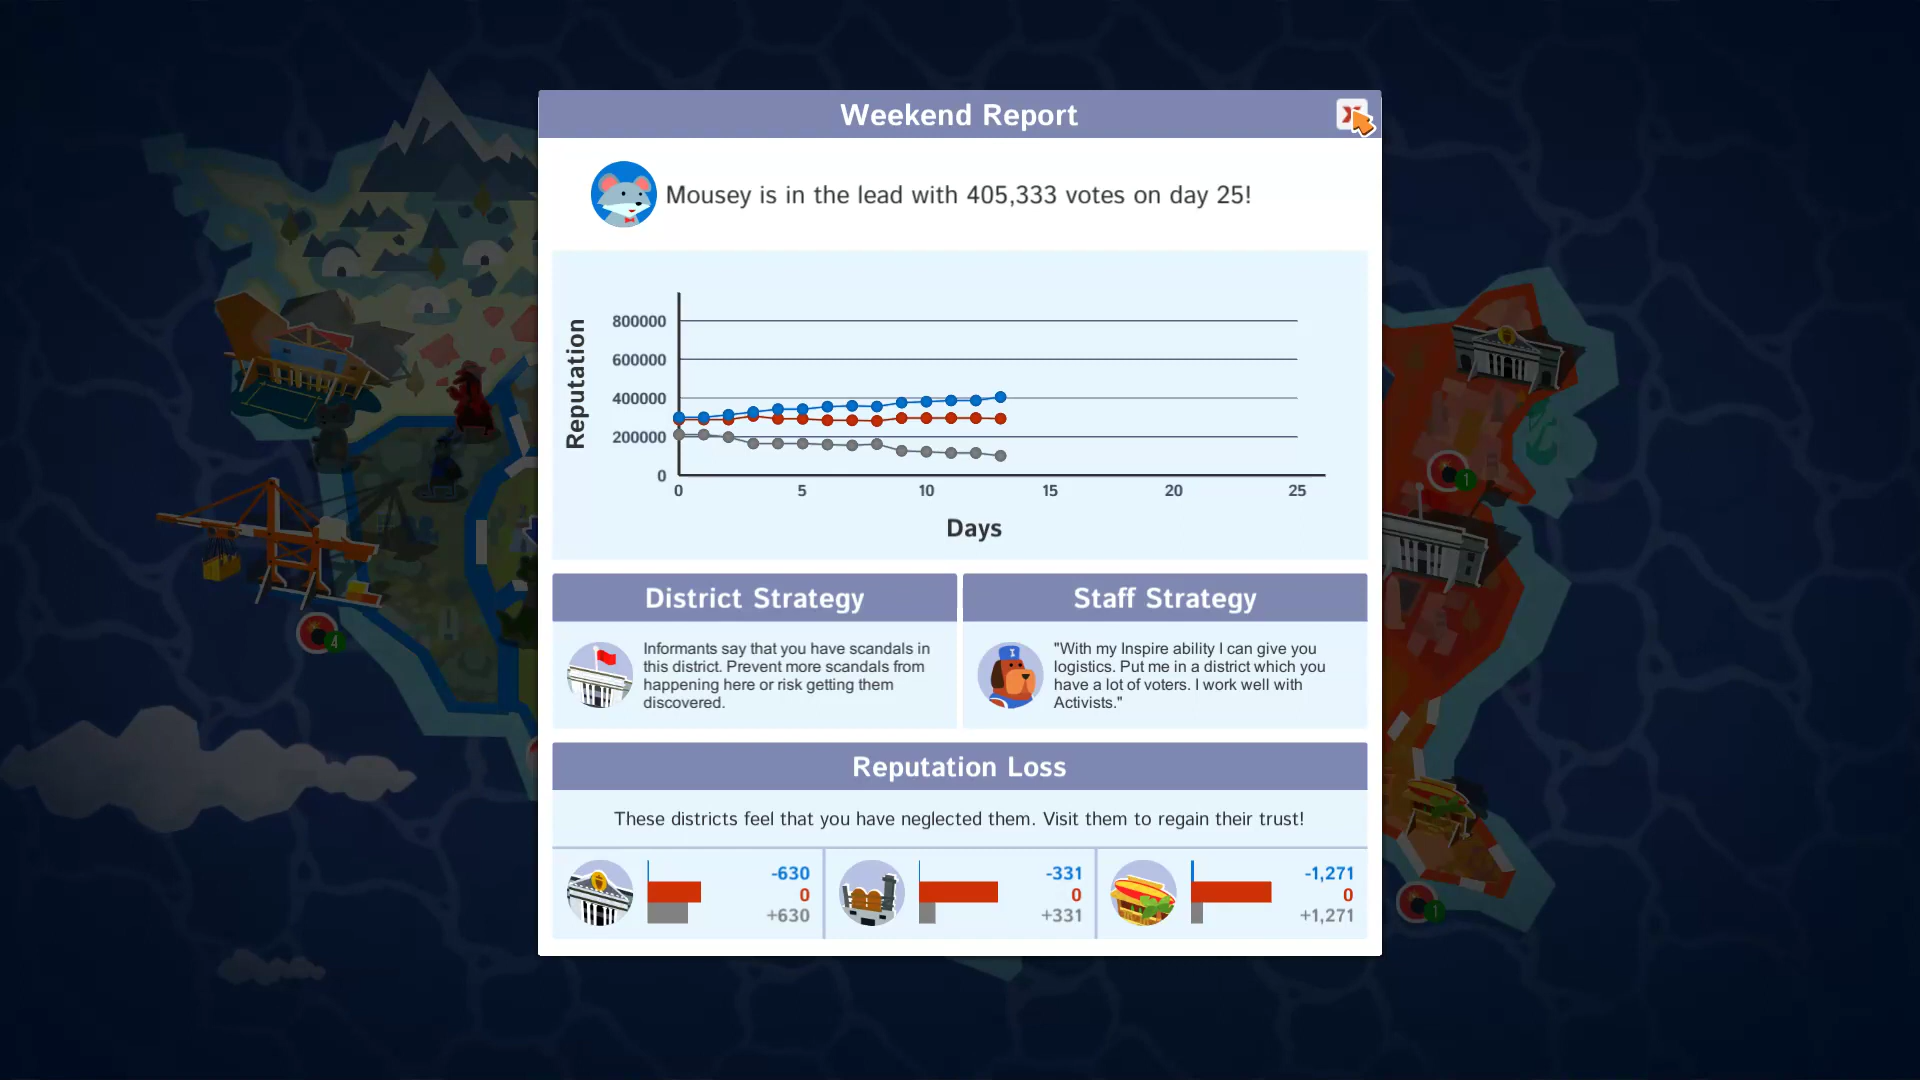 Weekend Report
Mousey is in the lead with 405,333 votes on day 25!
Reputation
800000
600000
400000
200000
0
0 5 10 15 20 25
Days
District Strategy
Informants say that you have scandals in
this district. Prevent more scandals from
happening here or risk getting them
discovered.
Staff Strategy
I
"With my Inspire ability I can give you
logistics. Put me in a district which you
have a lot of voters. I work well with
Activists."
Reputation Loss
These districts feel that you have neglected them. Visit them to regain their trust!
-630
0
+630
-331
0
+331
-1,271
0
+1,271
4
1
1